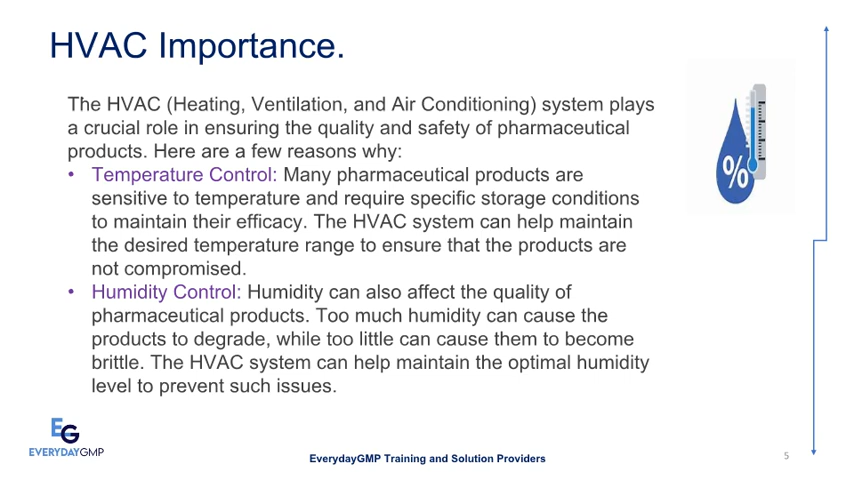 HVAC Importance.
The HVAC (Heating, Ventilation, and Air Conditioning) system plays
a crucial role in ensuring the quality and safety of pharmaceutical
products. Here are a few reasons why:
• Temperature Control: Many pharmaceutical products are
sensitive to temperature and require specific storage conditions
to maintain their efficacy. The HVAC system can help maintain
the desired temperature range to ensure that the products are
not compromised.
• Humidity Control: Humidity can also affect the quality of
pharmaceutical products. Too much humidity can cause the
products to degrade, while too little can cause them to become
brittle. The HVAC system can help maintain the optimal humidity
level to prevent such issues.
%
EG
EVERYDAYGMP
EverydayGMP Training and Solution Providers
5